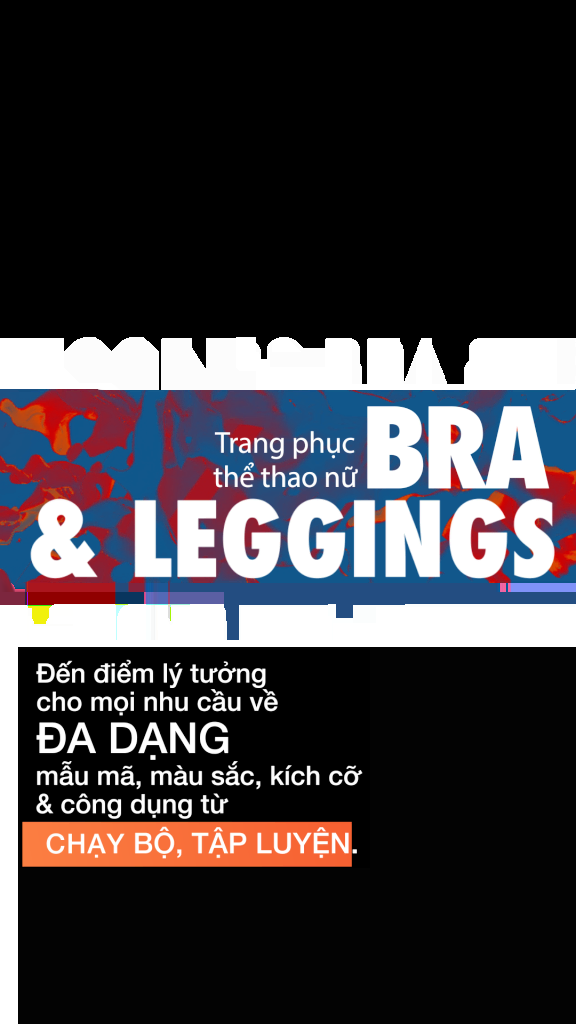 Trang phục
thể thao nữ
BRA
& LEGGINGS
Đến điểm lý tưởng
cho mọi nhu cầu về
ĐA DẠNG
mẫu mã, màu sắc, kích cỡ
& công dụng từ
CHẠY BỘ, TẬP LUYỆN.